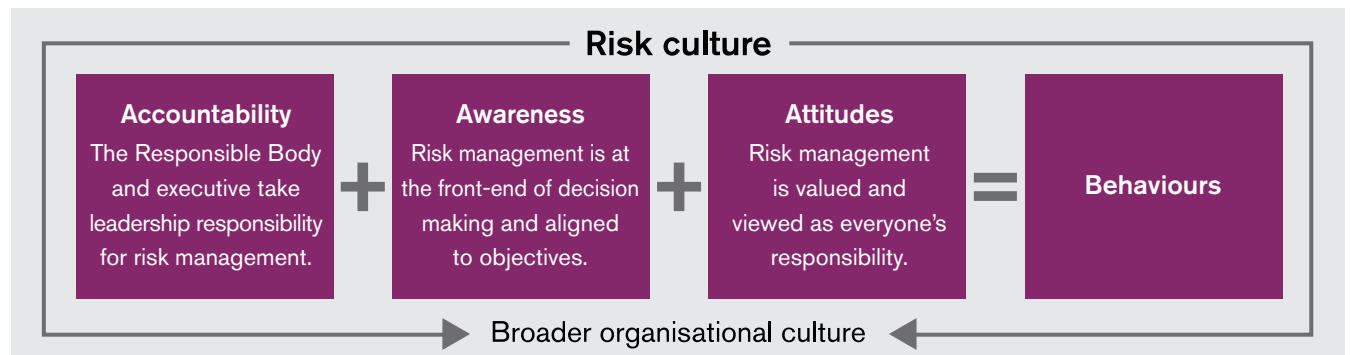 Risk culture
Accountability
The Responsible Body
and executive take
leadership responsibility
for risk management.
+
Awareness
Risk management is at
the front-end of decision
making and aligned
to objectives.
+
Attitudes
Risk management
is valued and
viewed as everyone's
responsibility.
=
Behaviours
Broader organisational culture